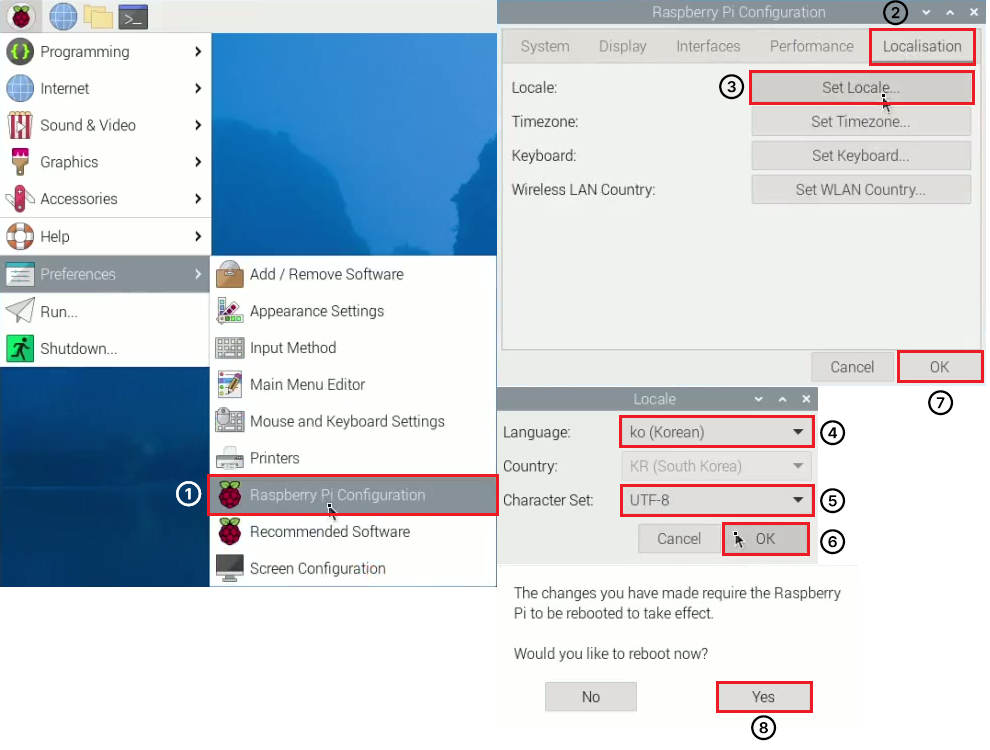 Programming
Internet
Sound & Video
Graphics
Accessories
Help
Preferences
Run...
Shutdown...
Add / Remove Software
Appearance Settings
Input Method
Main Menu Editor
Mouse and Keyboard Settings
Printers
① Raspberry Pi Configuration
Recommended Software
Screen Configuration
Raspberry Pi Configuration ②
System Display Interfaces Performance Localisation
Locale: ③ Set Locale...
Timezone: Set Timezone...
Keyboard: Set Keyboard...
Wireless LAN Country: Set WLAN Country...
Cancel OK
⑦
Locale
Language: ko (Korean) ④
Country: KR (South Korea)
Character Set: UTF-8 ⑤
Cancel OK ⑥
The changes you have made require the Raspberry
Pi to be rebooted to take effect.
Would you like to reboot now?
No Yes
⑧